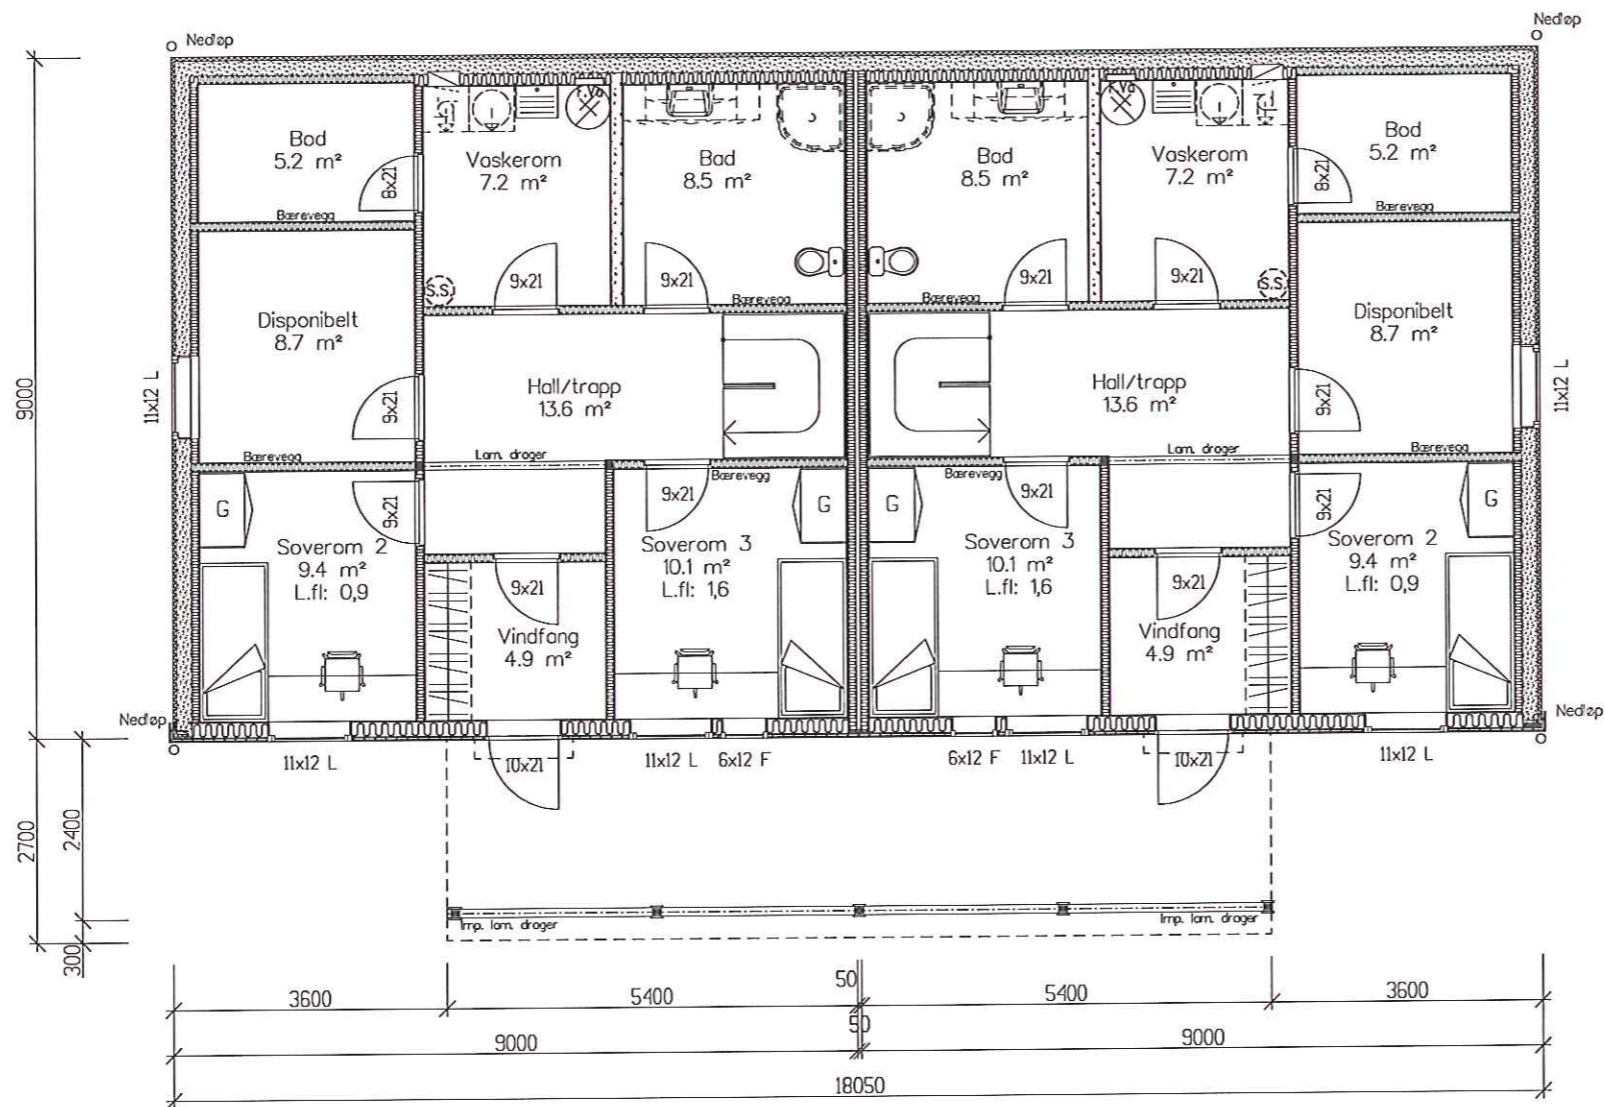 Nedløp
Nedløp
Bod
5.2 m²
8x21
Bærevegg
Vaskerom
7.2 m²
S.S.
9x21
Bad
8.5 m²
9x21
Bærevegg
Bad
8.5 m²
9x21
Bærevegg
Vaskerom
7.2 m²
9x21
S.S.
Bod
5.2 m²
8x21
Bærevegg
Disponibelt
8.7 m²
9x21
Bærevegg
11x12 L
Hall/trapp
13.6 m²
Lam. drager
Hall/trapp
13.6 m²
Lam. drager
Disponibelt
8.7 m²
9x21
Bærevegg
11x12 L
G
Soverom 2
9.4 m²
L.fl: 0,9
9x21
9x21
Vindfang
4.9 m²
9x21
Bærevegg
G
Soverom 3
10.1 m²
L.fl: 1,6
G
Bærevegg
9x21
Soverom 3
10.1 m²
L.fl: 1,6
9x21
Vindfang
4.9 m²
9x21
G
Soverom 2
9.4 m²
L.fl: 0,9
Nedløp
Nedløp
11x12 L
10x21
11x12 L
6x12 F
6x12 F
11x12 L
10x21
11x12 L
Imp. lam. drager
Imp. lam. drager
9000
2700
2400
300
3600
5400
50
5400
3600
9000
50
9000
18050